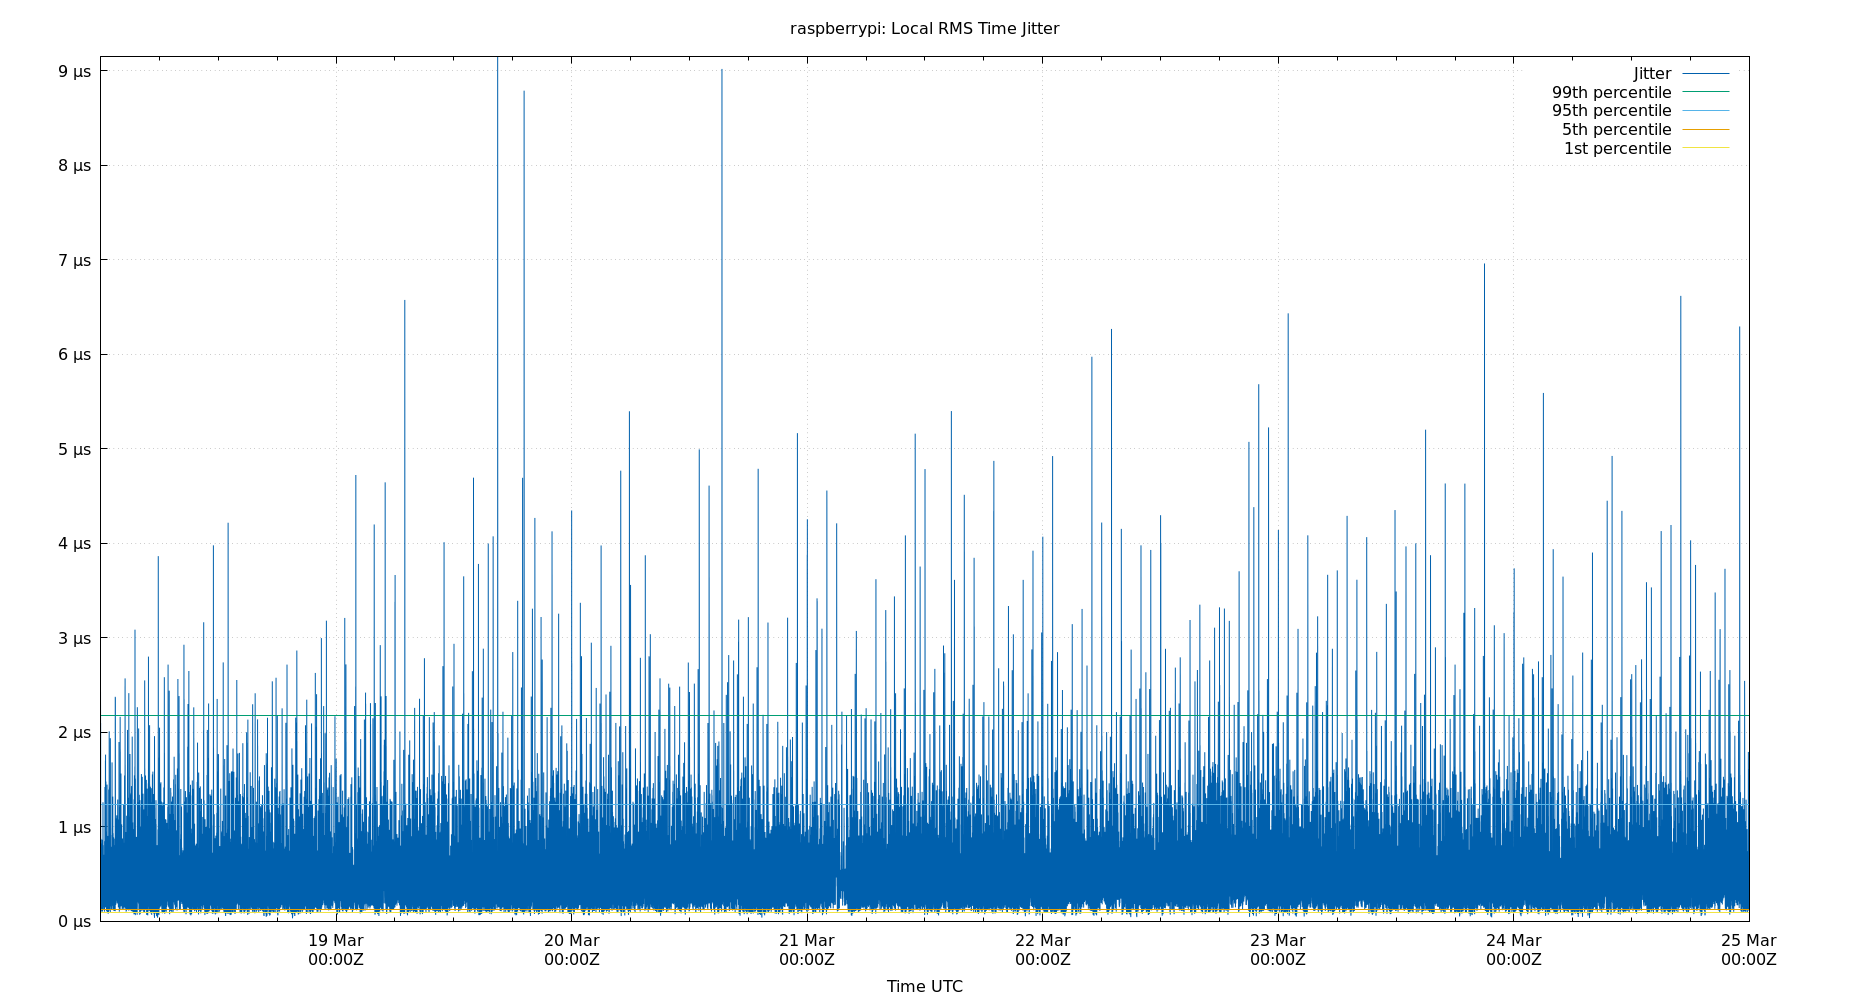 raspberrypi: Local RMS Time Jitter
9 µs
8 µs
7 µs
6 µs
5 µs
4 µs
3 µs
2 µs
1 µs
0 µs
Jitter
99th percentile
95th percentile
5th percentile
1st percentile
19 Mar 20 Mar 21 Mar 22 Mar 23 Mar 24 Mar 25 Mar
00:00Z 00:00Z 00:00Z 00:00Z 00:00Z 00:00Z 00:00Z
Time UTC